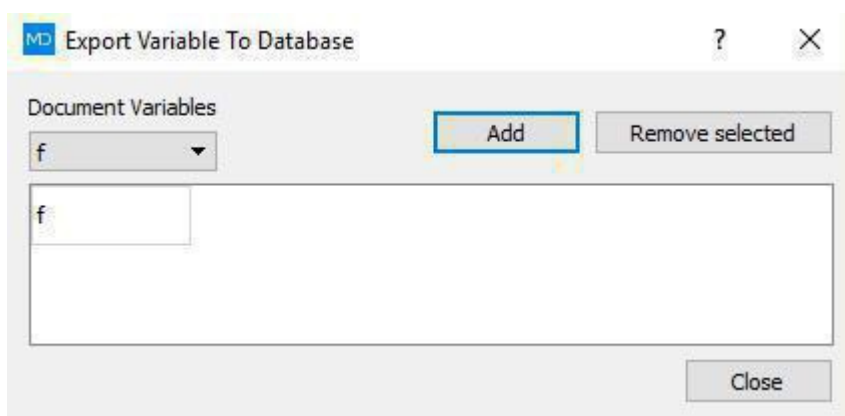 MD Export Variable To Database ? X
Document Variables
f
Add Remove selected
f
Close